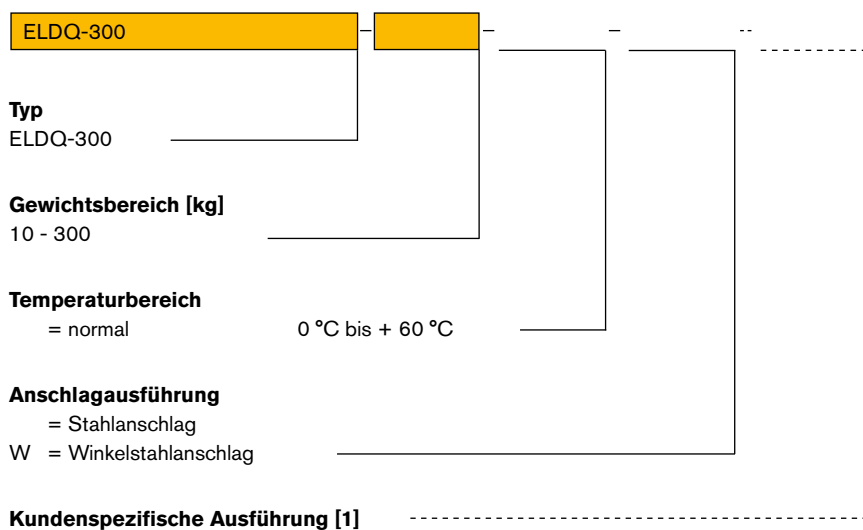 ELDQ-300 - - - --
Typ
ELDQ-300
Gewichtsbereich [kg]
10 - 300
Temperaturbereich
= normal 0 °C bis + 60 °C
Anschlagausführung
= Stahlanschlag
W = Winkelstahlanschlag
Kundenspezifische Ausführung [1]